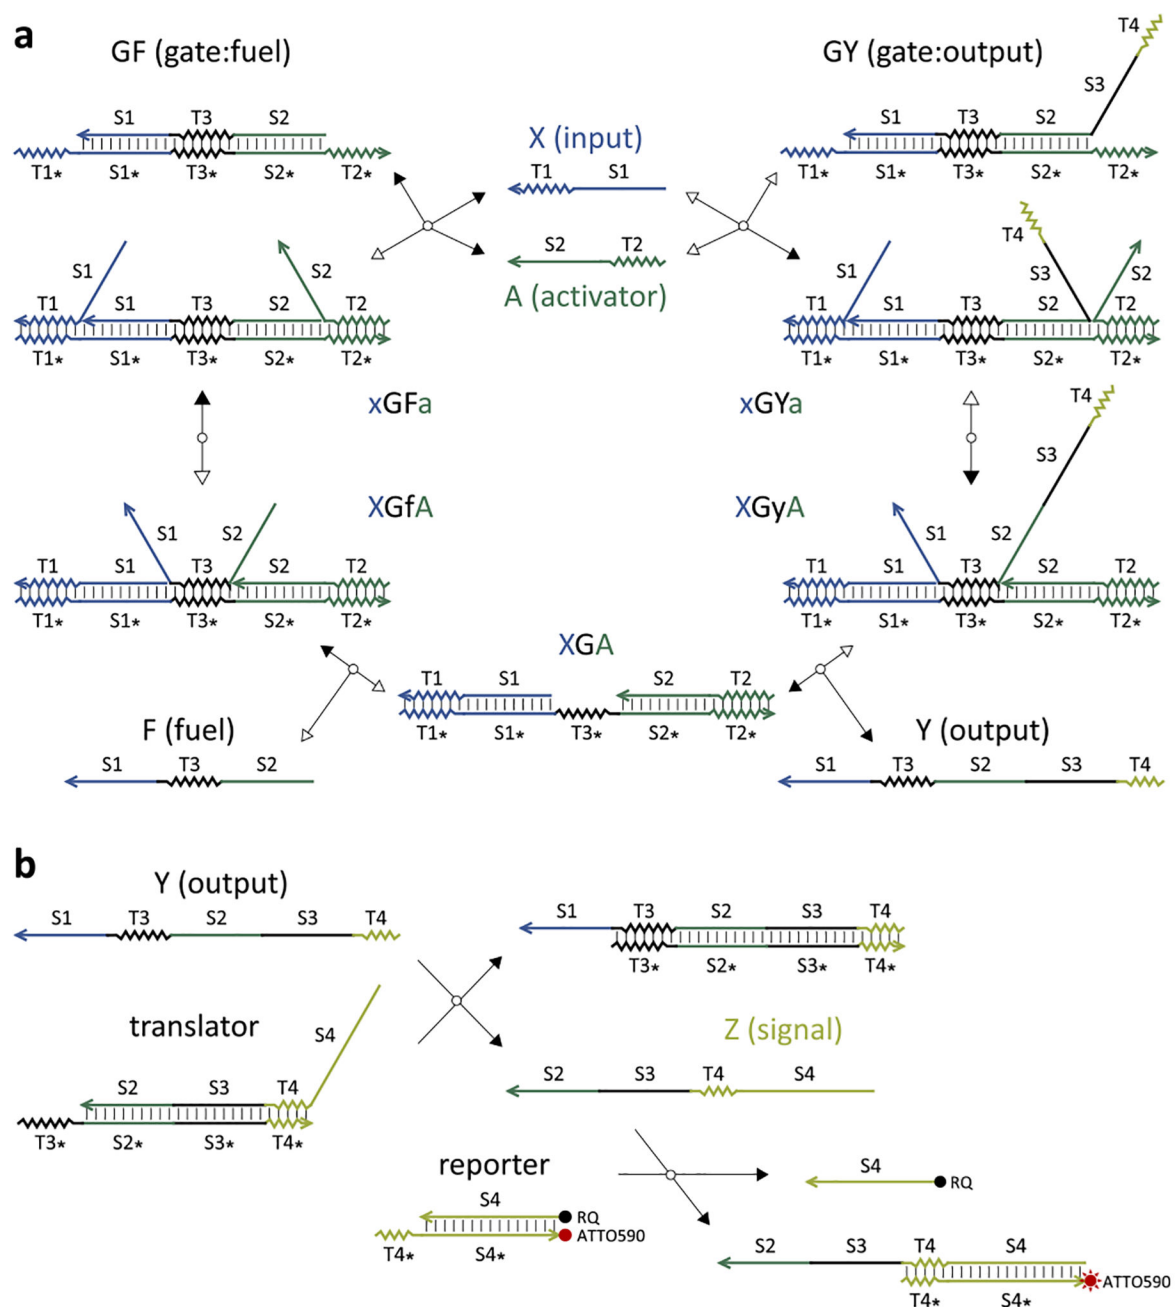 a
GF (gate:fuel)
GY (gate:output)
T4
S3
S1 T3 S2
X (input)
S1 T3 S2
T1* S1* T3* S2* T2*
T1 S1
T1* S1* T3* S2* T2*
S2 T2
A (activator)
S1 S2
T1 S1 T3 S2 T2
T1* S1* T3* S2* T2*
T4
S1 S3 S2
T1 S1 T3 S2 T2
T1* S1* T3* S2* T2*
xGFa
xGYa
T4
S3
XGfA
XGyA
S1 S2
T1 S1 T3 S2 T2
T1* S1* T3* S2* T2*
S1 S2
T1 S1 T3 S2 T2
T1* S1* T3* S2* T2*
XGA
T1 S1 S2 T2
T1* S1* T3* S2* T2*
F (fuel)
S1 T3 S2
Y (output)
S1 T3 S2 S3 T4
b
Y (output)
S1 T3 S2 S3 T4
S1 T3 S2 S3 T4
T3* S2* S3* T4*
translator
S4
S2 S3 T4
T3* S2* S3* T4*
Z (signal)
S2 S3 T4 S4
reporter
S4
RQ
ATTO590
T4* S4*
S4
RQ
S2 S3 T4 S4
ATTO590
T4* S4*